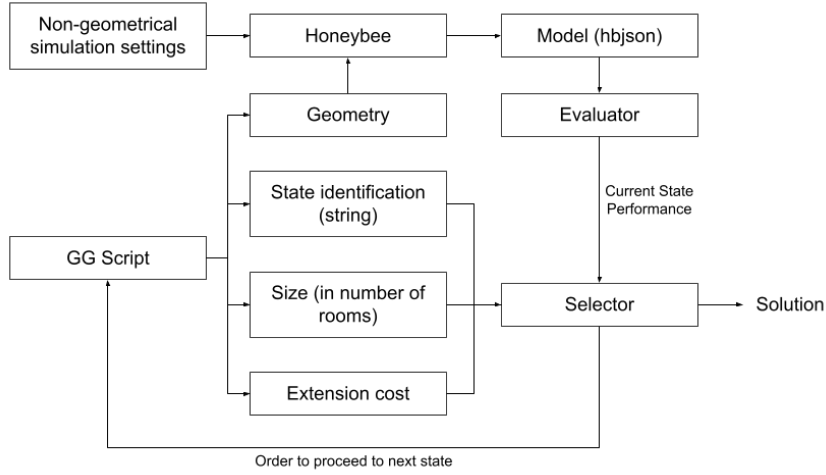 Non-geometrical
simulation settings
Honeybee
Model (hbjson)
Geometry
Evaluator
State identification
(string)
Current State
Performance
GG Script
Size (in number of
rooms)
Selector
Solution
Extension cost
Order to proceed to next state